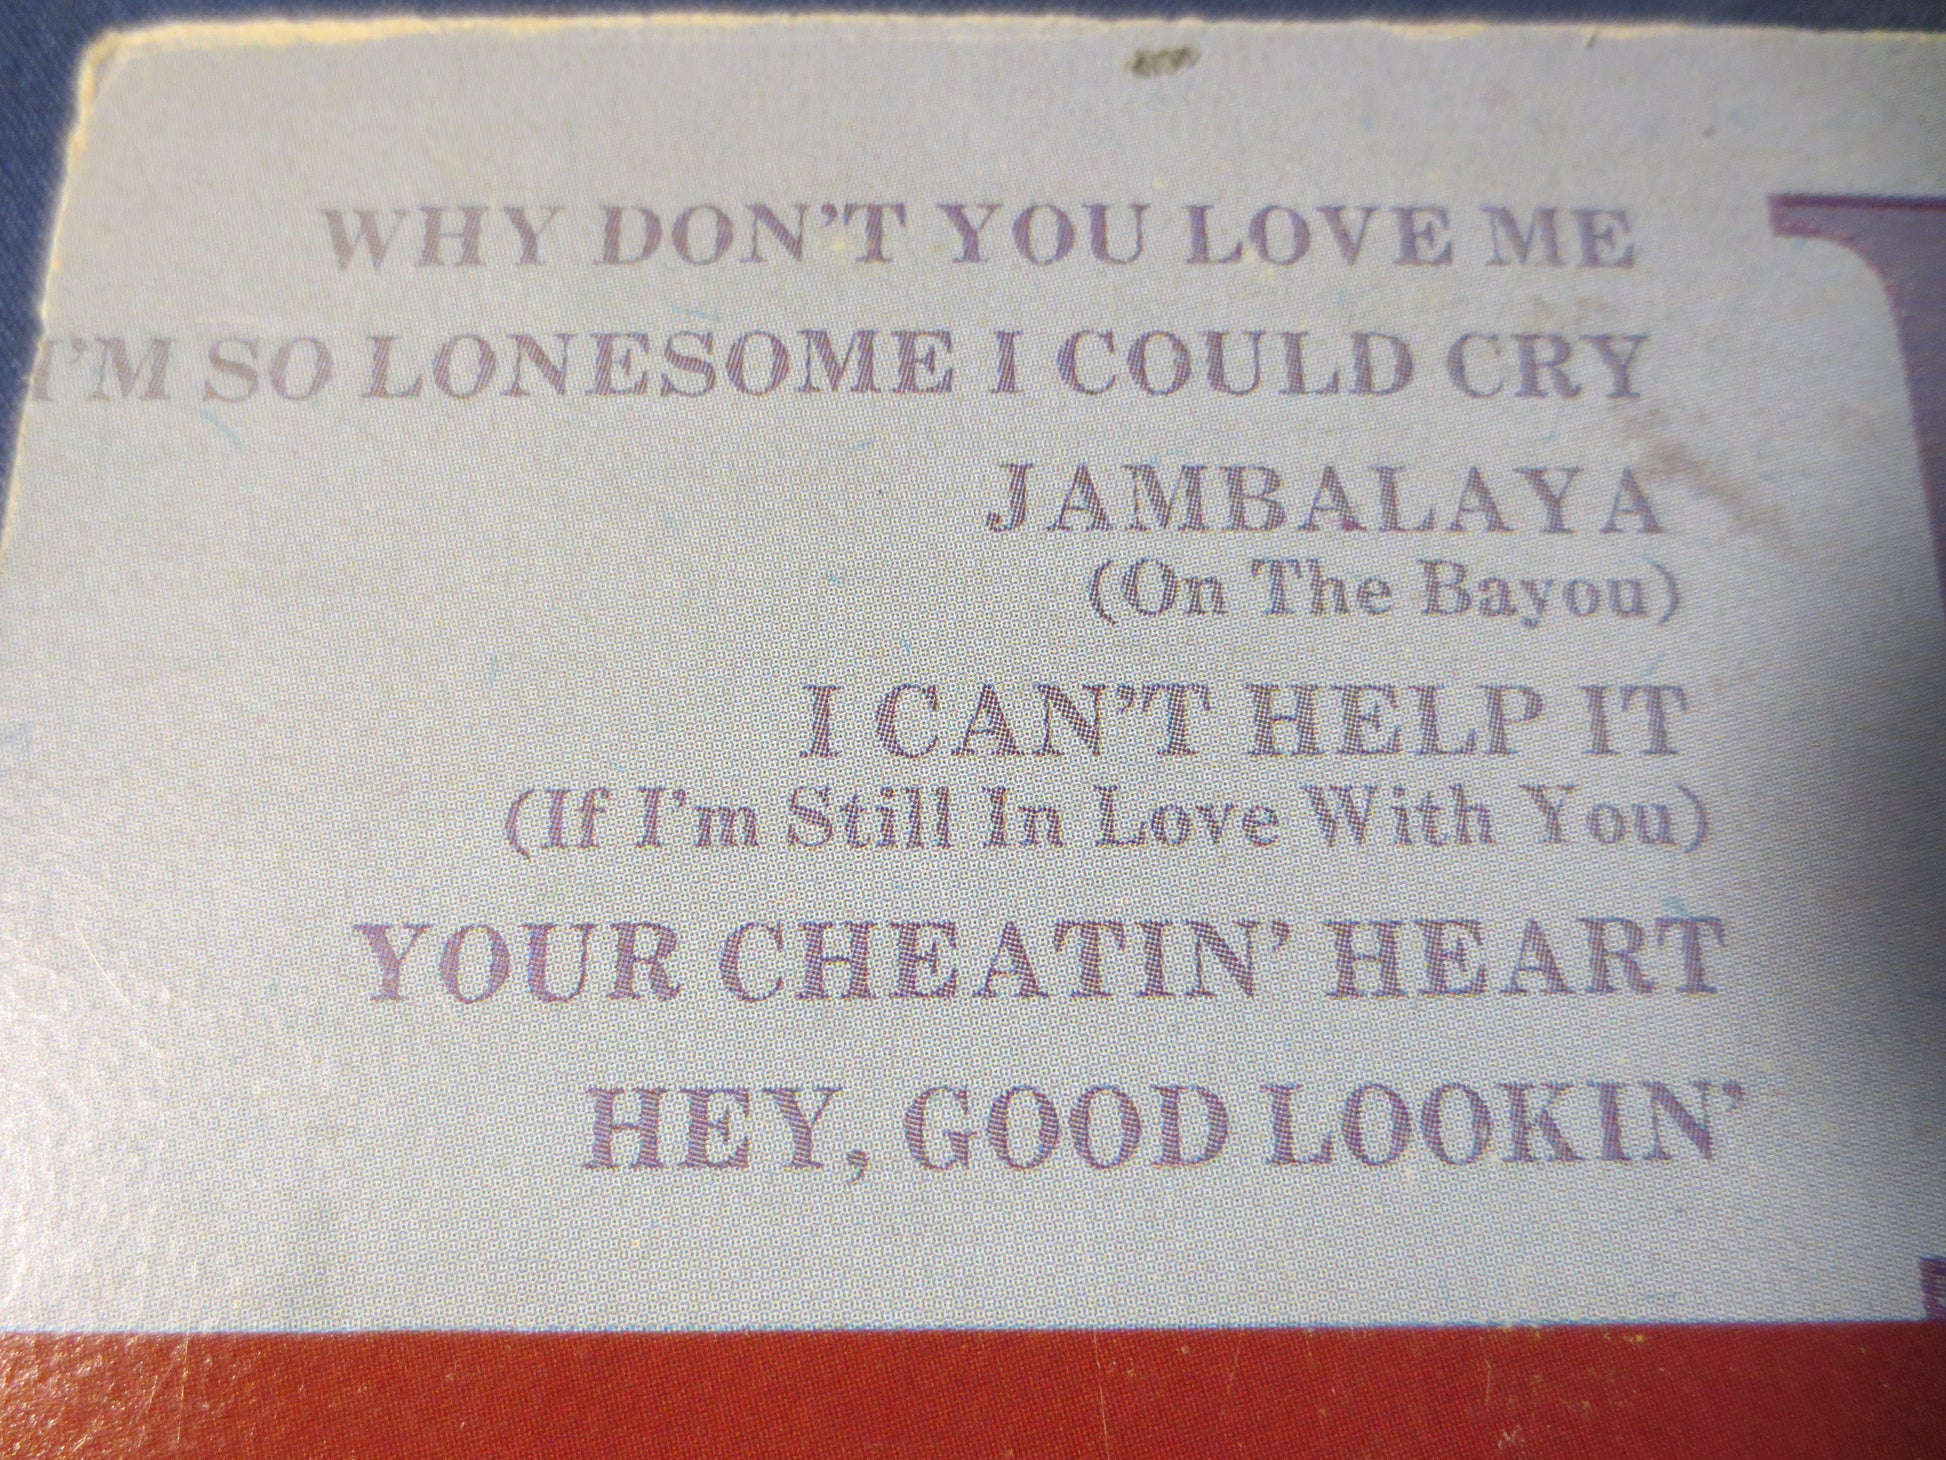 WHY DON'T YOU LOVE ME
I'M SO LONESOME I COULD CRY
JAMBALAYA
(On The Bayou)
I CAN'T HELP IT
(If I'm Still In Love With You)
YOUR CHEATIN' HEART
HEY, GOOD LOOKIN'